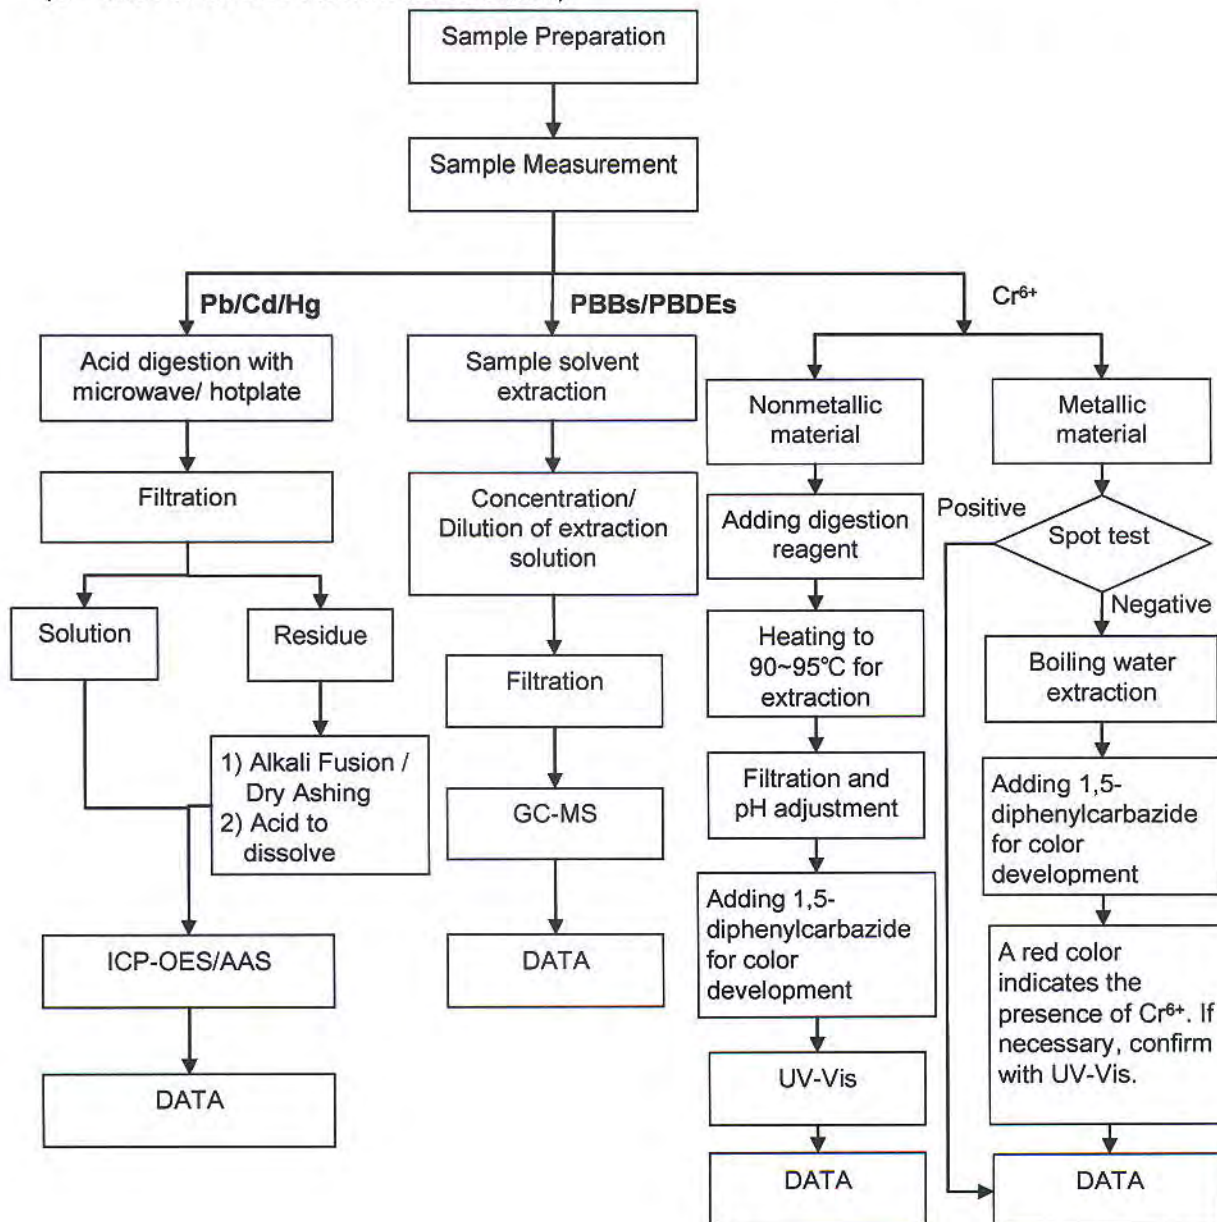 Sample Preparation
Sample Measurement
Pb/Cd/Hg
PBBs/PBDEs
Cr⁶⁺
Acid digestion with
microwave/ hotplate
Filtration
Solution
Residue
1) Alkali Fusion /
Dry Ashing
2) Acid to
dissolve
ICP-OES/AAS
DATA
Sample solvent
extraction
Concentration/
Dilution of extraction
solution
Filtration
GC-MS
DATA
Nonmetallic
material
Adding digestion
reagent
Heating to
90~95℃ for
extraction
Filtration and
pH adjustment
Adding 1,5-
diphenylcarbazide
for color
development
UV-Vis
DATA
Metallic
material
Positive
Spot test
Negative
Boiling water
extraction
Adding 1,5-
diphenylcarbazide
for color
development
A red color
indicates the
presence of Cr⁶⁺. If
necessary, confirm
with UV-Vis.
DATA